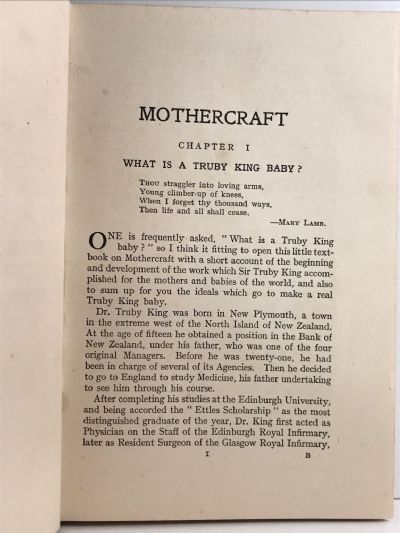 MOTHERCRAFT
CHAPTER I
WHAT IS A TRUBY KING BABY?
Thou straggler into loving arms,
Young climber-up of knees,
When I forget thy thousand ways,
Then life and all shall cease.
—Mary Lamb.
ONE is frequently asked, "What is a Truby King
baby?" so I think it fitting to open this little text-
book on Mothercraft with a short account of the beginning
and development of the work which Sir Truby King accom-
plished for the mothers and babies of the world, and also
to sum up for you the ideals which go to make a real
Truby King baby.
Dr. Truby King was born in New Plymouth, a town
in the extreme west of the North Island of New Zealand.
At the age of fifteen he obtained a position in the Bank of
New Zealand, under his father, who was one of the four
original Managers. Before he was twenty-one, he had
been in charge of several of its Agencies. Then he decided
to go to England to study Medicine, his father undertaking
to see him through his course.
After completing his studies at the Edinburgh University,
and being accorded the "Ettles Scholarship" as the most
distinguished graduate of the year, Dr. King first acted as
Physician on the Staff of the Edinburgh Royal Infirmary,
later as Resident Surgeon of the Glasgow Royal Infirmary,
I B